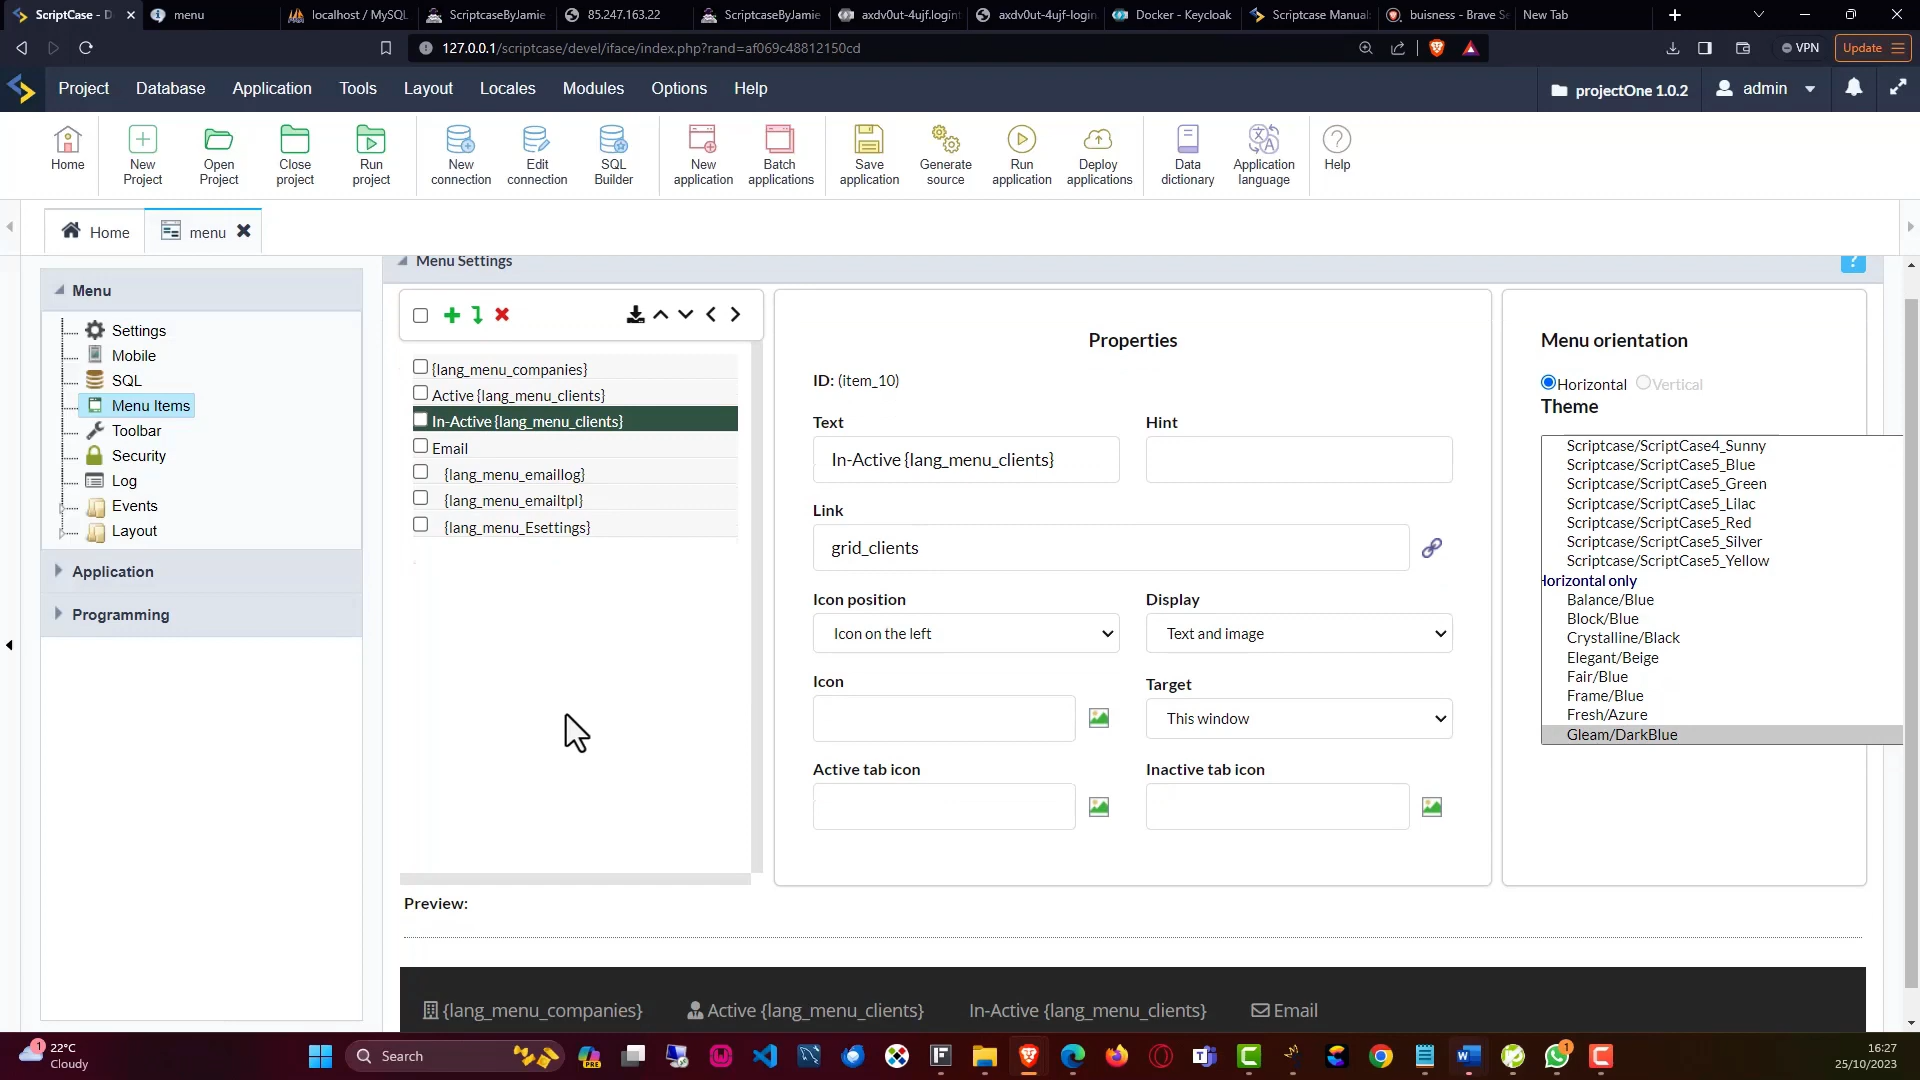 ScriptCase - D
menu
localhost / MySQL
ScriptcaseByJamie
85.247.163.22
ScriptcaseByJamie
axdv0ut-4ujf.logint
axdv0ut-4ujf-login.
Docker - Keycloak
Scriptcase Manual
buisness - Brave Se
New Tab
127.0.0.1/scriptcase/devel/iface/index.php?rand=af069c48812150cd
VPN
Update
Project
Database
Application
Tools
Layout
Locales
Modules
Options
Help
projectOne 1.0.2
admin
Home
New Project
Open Project
Close project
Run project
New connection
Edit connection
SQL Builder
New application
Batch applications
Save application
Generate source
Run application
Deploy applications
Data dictionary
Application language
Help
Home
menu
Menu
Settings
Mobile
SQL
Menu Items
Toolbar
Security
Log
Events
Layout
Application
Programming
Menu Settings
?
{lang_menu_companies}
Active {lang_menu_clients}
In-Active {lang_menu_clients}
Email
{lang_menu_emaillog}
{lang_menu_emailtpl}
{lang_menu_Esettings}
Properties
ID: (item_10)
Text
Hint
In-Active {lang_menu_clients}
Link
grid_clients
Icon position
Display
Icon on the left
Text and image
Icon
Target
This window
Active tab icon
Inactive tab icon
Menu orientation
Horizontal
Vertical
Theme
Scriptcase/ScriptCase4_Sunny
Scriptcase/ScriptCase5_Blue
Scriptcase/ScriptCase5_Green
Scriptcase/ScriptCase5_Lilac
Scriptcase/ScriptCase5_Red
Scriptcase/ScriptCase5_Silver
Scriptcase/ScriptCase5_Yellow
Horizontal only
Balance/Blue
Block/Blue
Crystalline/Black
Elegant/Beige
Fair/Blue
Frame/Blue
Fresh/Azure
Gleam/DarkBlue
Preview:
{lang_menu_companies}
Active {lang_menu_clients}
In-Active {lang_menu_clients}
Email
1
22°C
Cloudy
Search
PRE
1
16:27
25/10/2023